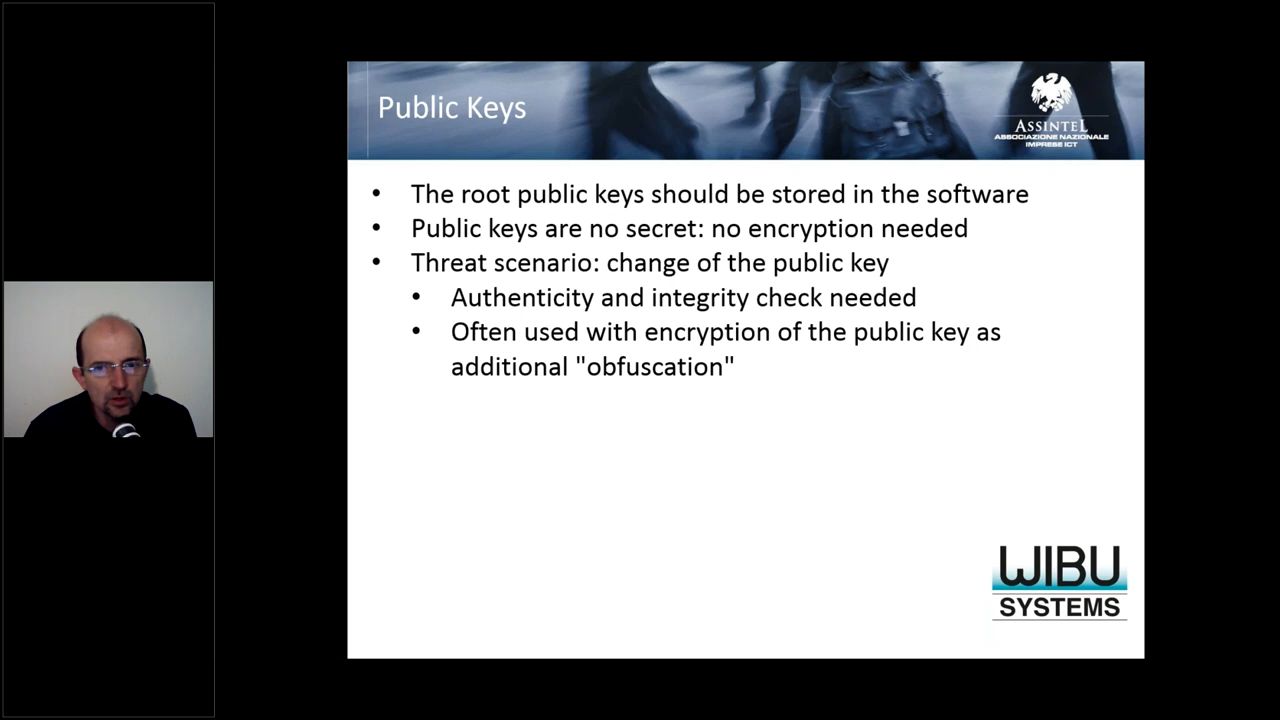 Public Keys
ASSINTEL
ASSOCIAZIONE NAZIONALE
IMPRESE ICT
• The root public keys should be stored in the software
• Public keys are no secret: no encryption needed
• Threat scenario: change of the public key
• Authenticity and integrity check needed
• Often used with encryption of the public key as
additional "obfuscation"
WIBU
SYSTEMS